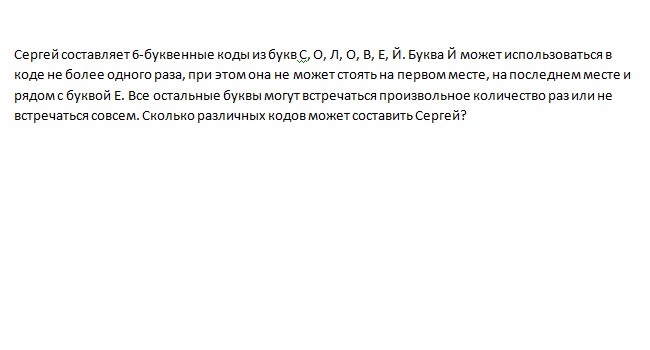 Сергей составляет 6-буквенные коды из букв С, О, Л, О, В, Е, Й. Буква Й может использоваться в
коде не более одного раза, при этом она не может стоять на первом месте, на последнем месте и
рядом с буквой Е. Все остальные буквы могут встречаться произвольное количество раз или не
встречаться совсем. Сколько различных кодов может составить Сергей?